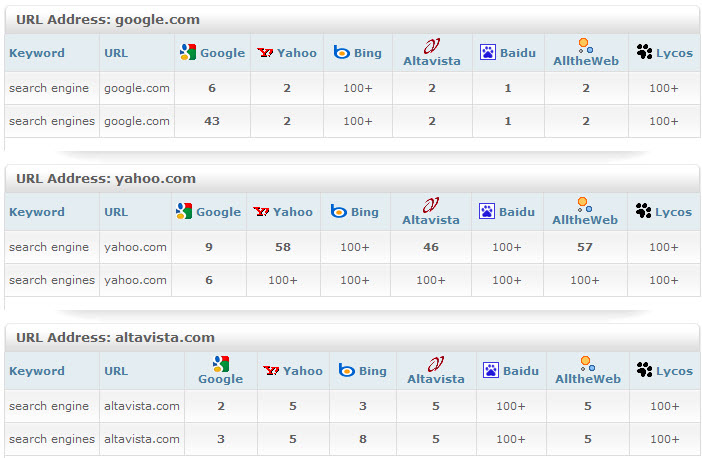 URL Address: google.com
Keyword URL Google Yahoo Bing Altavista Baidu AlltheWeb Lycos
search engine google.com 6 2 100+ 2 1 2 100+
search engines google.com 43 2 100+ 2 1 2 100+
URL Address: yahoo.com
Keyword URL Google Yahoo Bing Altavista Baidu AlltheWeb Lycos
search engine yahoo.com 9 58 100+ 46 100+ 57 100+
search engines yahoo.com 6 100+ 100+ 100+ 100+ 100+ 100+
URL Address: altavista.com
Keyword URL Google Yahoo Bing Altavista Baidu AlltheWeb Lycos
search engine altavista.com 2 5 3 5 100+ 5 100+
search engines altavista.com 3 5 8 5 100+ 5 100+